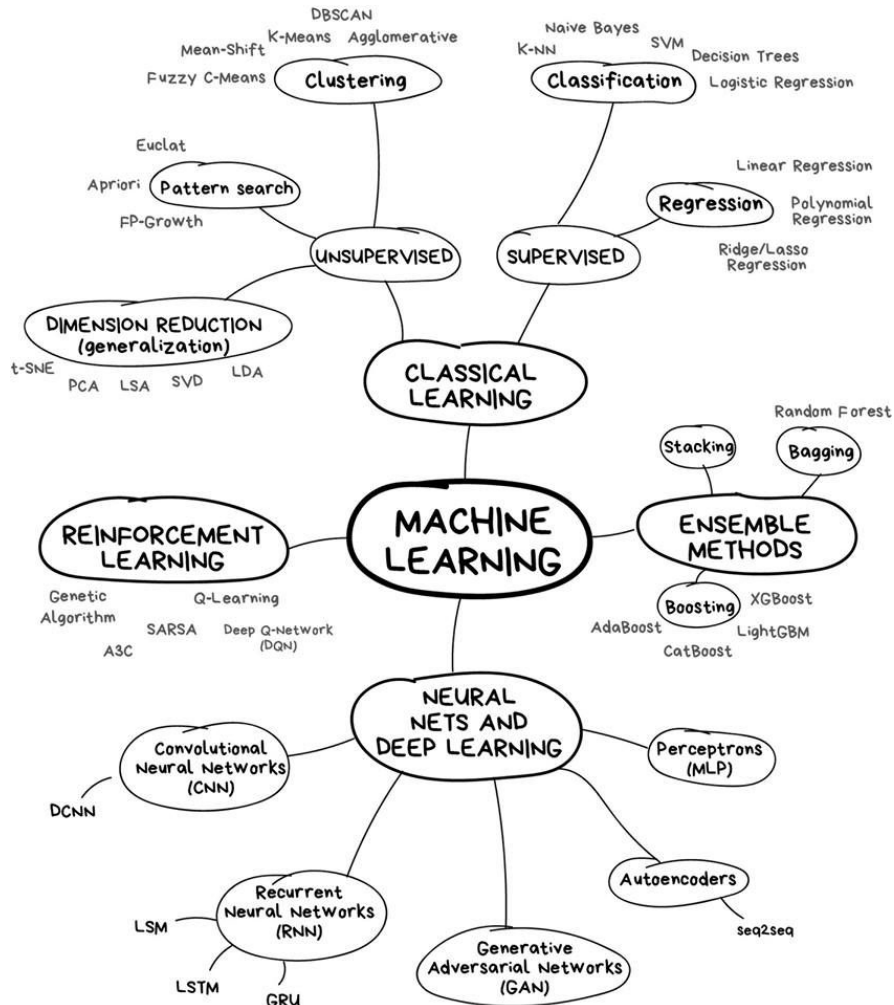 DBSCAN
K-Means
Agglomerative
Mean-Shift
Fuzzy C-Means
Clustering
Naive Bayes
K-NN
SVM
Decision Trees
Classification
Logistic Regression
Euclat
Apriori
Pattern search
FP-Growth
Linear Regression
Regression
Polynomial
Regression
Ridge/Lasso
Regression
UNSUPERVISED
SUPERVISED
DIMENSION REDUCTION
(generalization)
t-SNE
PCA
LSA
SVD
LDA
CLASSICAL
LEARNING
MACHINE
LEARNING
Random Forest
Stacking
Bagging
ENSEMBLE
METHODS
Boosting
XGBoost
AdaBoost
LightGBM
CatBoost
REINFORCEMENT
LEARNING
Genetic
Algorithm
Q-Learning
SARSA
Deep Q-Network
(DQN)
A3C
NEURAL
NETS AND
DEEP LEARNING
Convolutional
Neural Networks
(CNN)
DCNN
Perceptrons
(MLP)
Recurrent
Neural Networks
(RNN)
LSM
LSTM
GRU
Generative
Adversarial Networks
(GAN)
Autoencoders
seq2seq